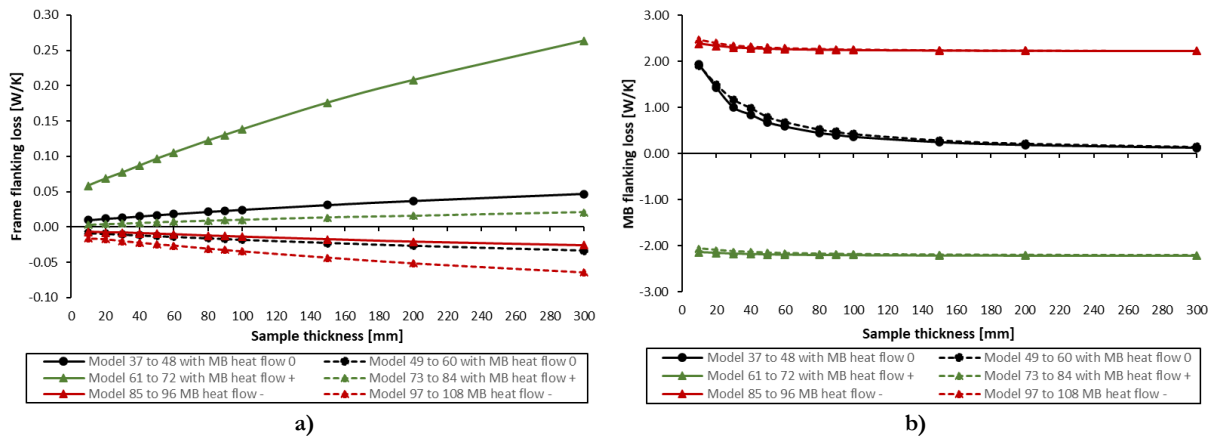 Frame flanking loss [W/K]
0.30
0.25
0.20
0.15
0.10
0.05
0.00
-0.05
-0.10
0 20 40 60 80 100 120 140 160 180 200 220 240 260 280 300
Sample thickness [mm]
Model 37 to 48 with MB heat flow 0
Model 49 to 60 with MB heat flow 0
Model 61 to 72 with MB heat flow +
Model 73 to 84 with MB heat flow +
Model 85 to 96 MB heat flow -
Model 97 to 108 MB heat flow -
a)
MB flanking loss [W/K]
3.00
2.00
1.00
0.00
-1.00
-2.00
-3.00
0 20 40 60 80 100 120 140 160 180 200 220 240 260 280 300
Sample thickness [mm]
Model 37 to 48 with MB heat flow 0
Model 49 to 60 with MB heat flow 0
Model 61 to 72 with MB heat flow +
Model 73 to 84 with MB heat flow +
Model 85 to 96 MB heat flow -
Model 97 to 108 MB heat flow -
b)